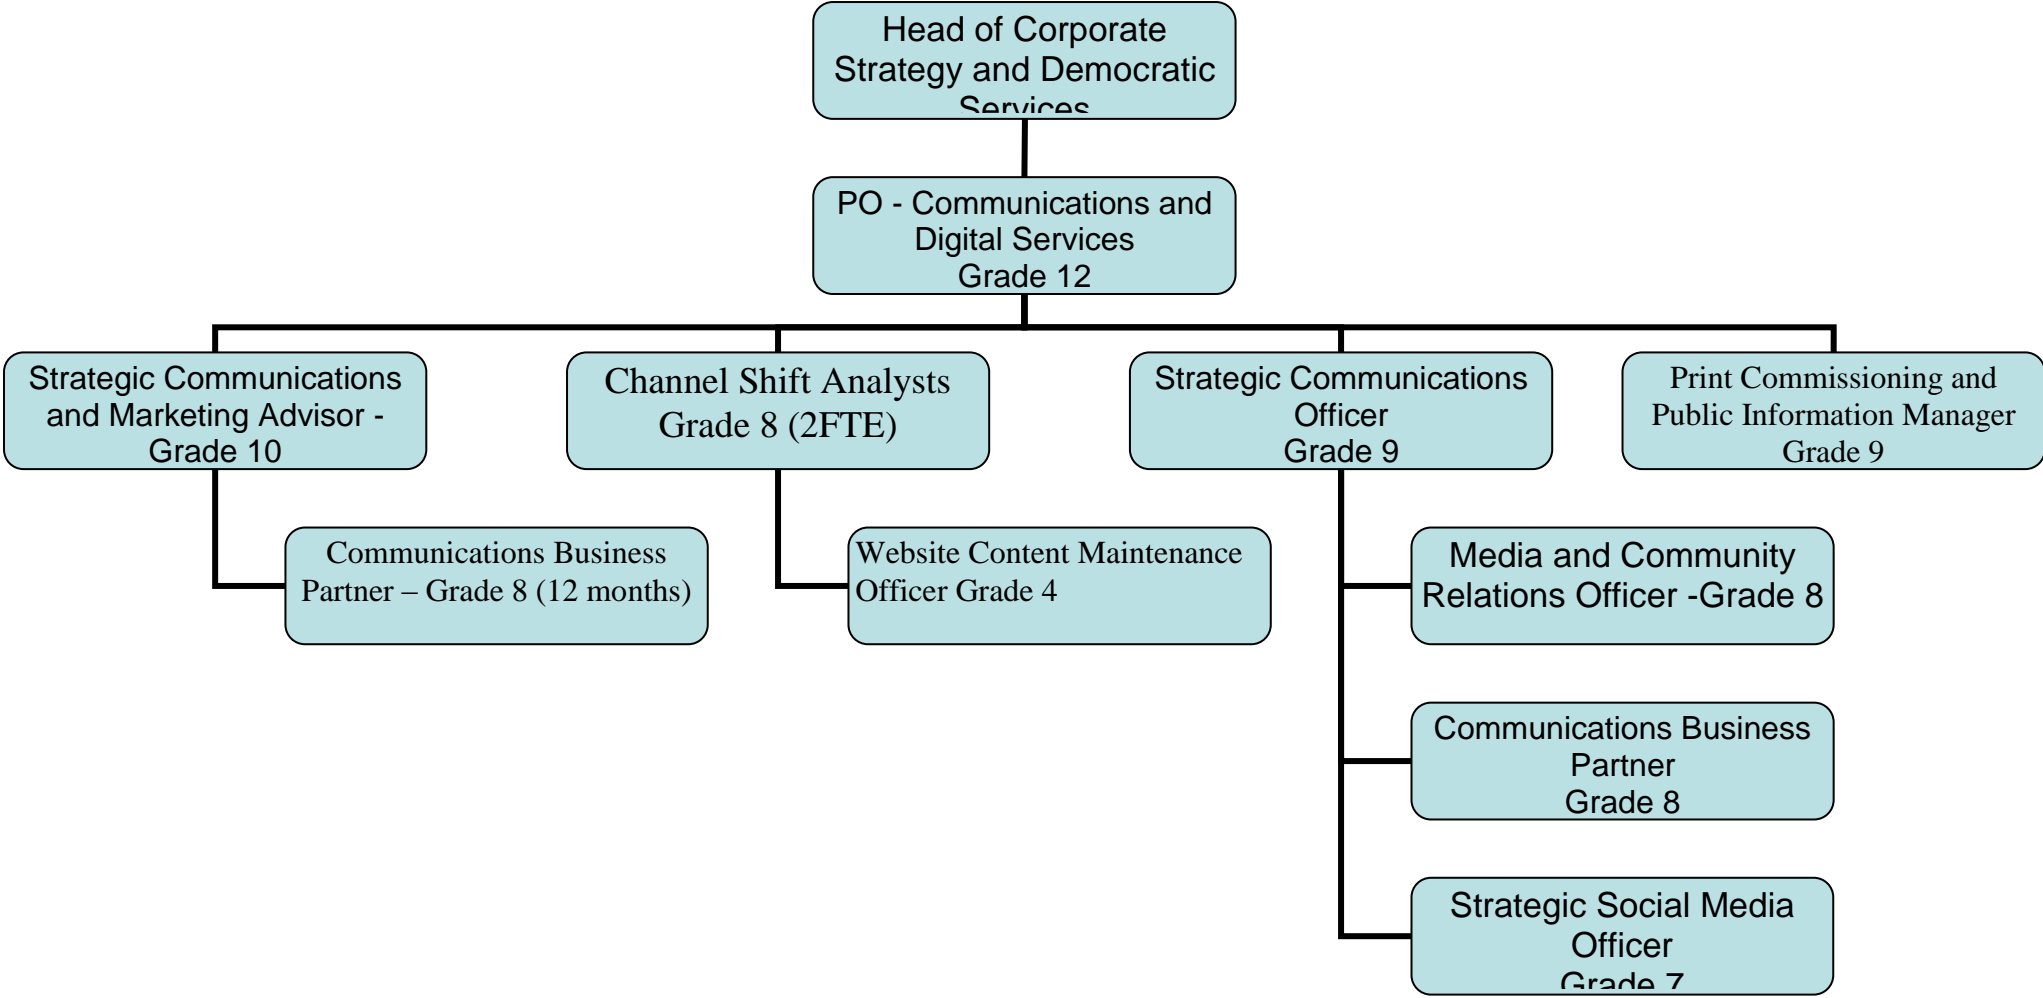 Head of Corporate
Strategy and Democratic
Services
PO - Communications and
Digital Services
Grade 12
Strategic Communications
and Marketing Advisor -
Grade 10
Channel Shift Analysts
Grade 8 (2FTE)
Strategic Communications
Officer
Grade 9
Print Commissioning and
Public Information Manager
Grade 9
Communications Business
Partner – Grade 8 (12 months)
Website Content Maintenance
Officer Grade 4
Media and Community
Relations Officer -Grade 8
Communications Business
Partner
Grade 8
Strategic Social Media
Officer
Grade 7